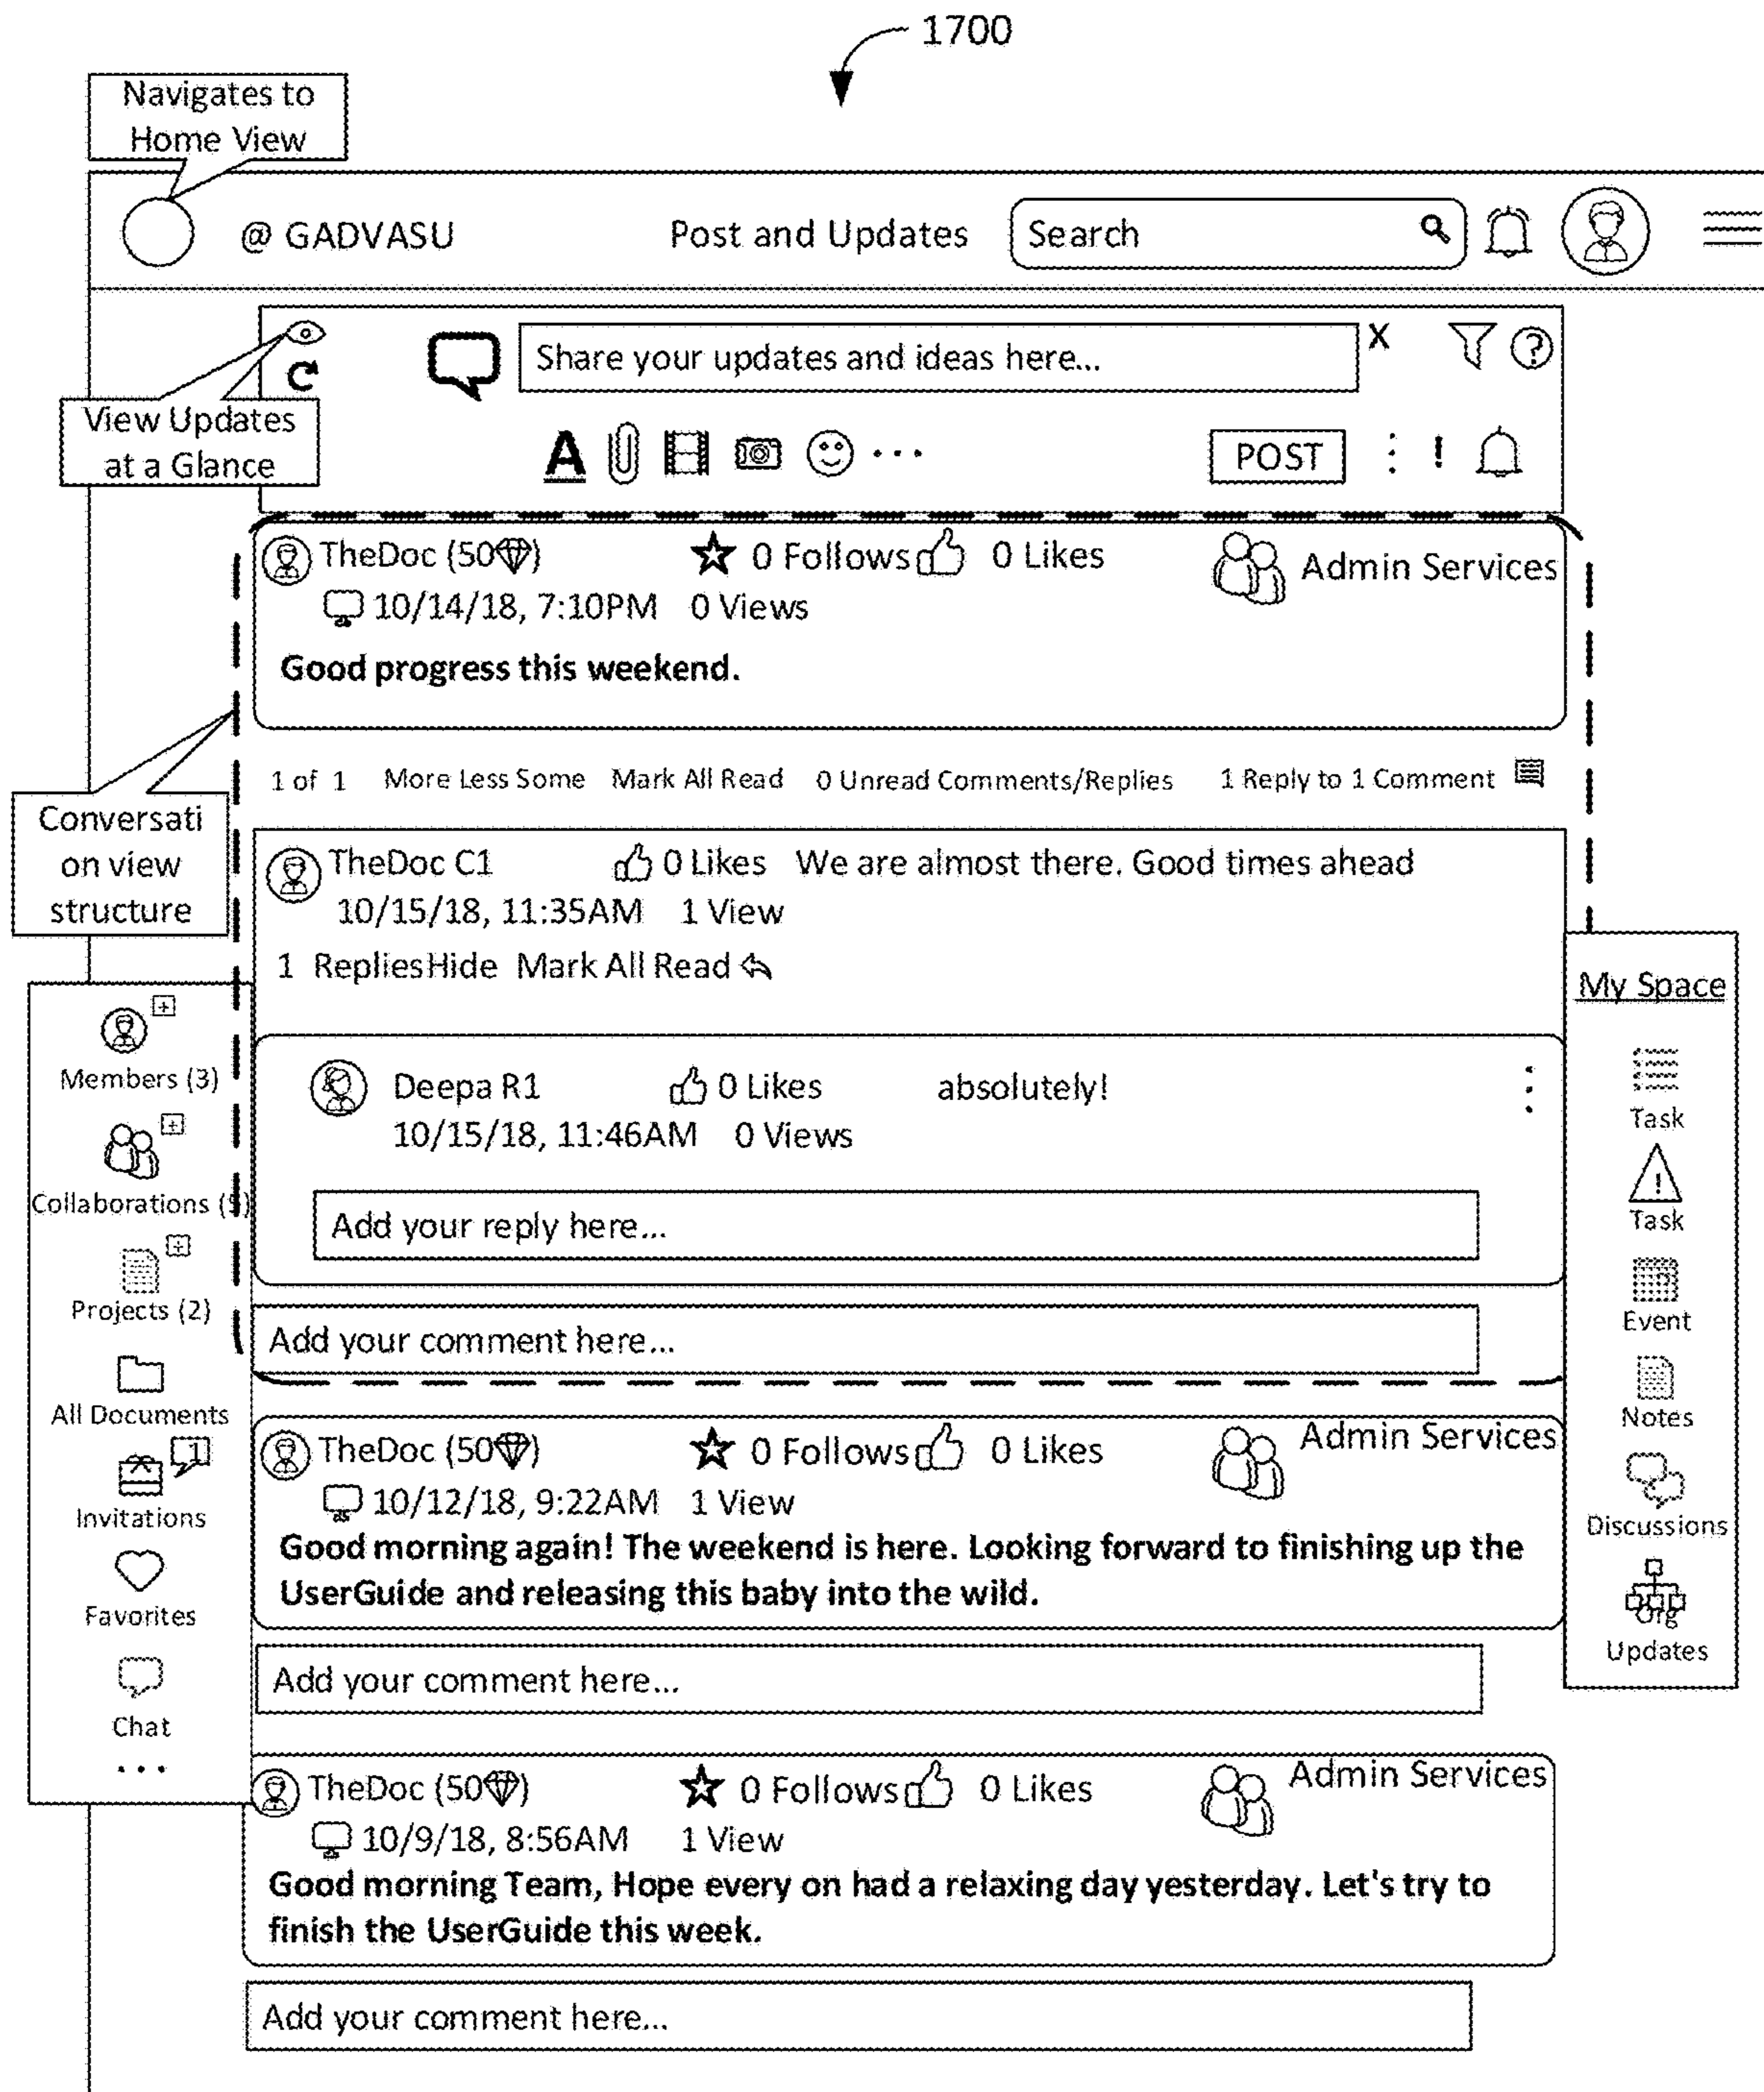 1700
Navigates to
Home View
@ GADVASU
Post and Updates
Search
Share your updates and ideas here...
X
?
View Updates
at a Glance
A
...
POST
!
TheDoc (50)
0 Follows
0 Likes
Admin Services
10/14/18, 7:10PM
0 Views
Good progress this weekend.
1 of 1
More Less Some
Mark All Read
0 Unread Comments/Replies
1 Reply to 1 Comment
Conversati
on view
structure
TheDoc C1
0 Likes
We are almost there. Good times ahead
10/15/18, 11:35AM
1 View
1 Replies Hide Mark All Read
Deepa R1
0 Likes
absolutely!
10/15/18, 11:46AM
0 Views
Add your reply here...
Add your comment here...
TheDoc (50)
0 Follows
0 Likes
Admin Services
10/12/18, 9:22AM
1 View
Good morning again! The weekend is here. Looking forward to finishing up the
UserGuide and releasing this baby into the wild.
Add your comment here...
TheDoc (50)
0 Follows
0 Likes
Admin Services
10/9/18, 8:56AM
1 View
Good morning Team, Hope every on had a relaxing day yesterday. Let's try to
finish the UserGuide this week.
Add your comment here...
Members (3)
Collaborations
Projects (2)
All Documents
1
Invitations
Favorites
Chat
...
My Space
Task
!
Task
Event
Notes
Discussions
Org
Updates